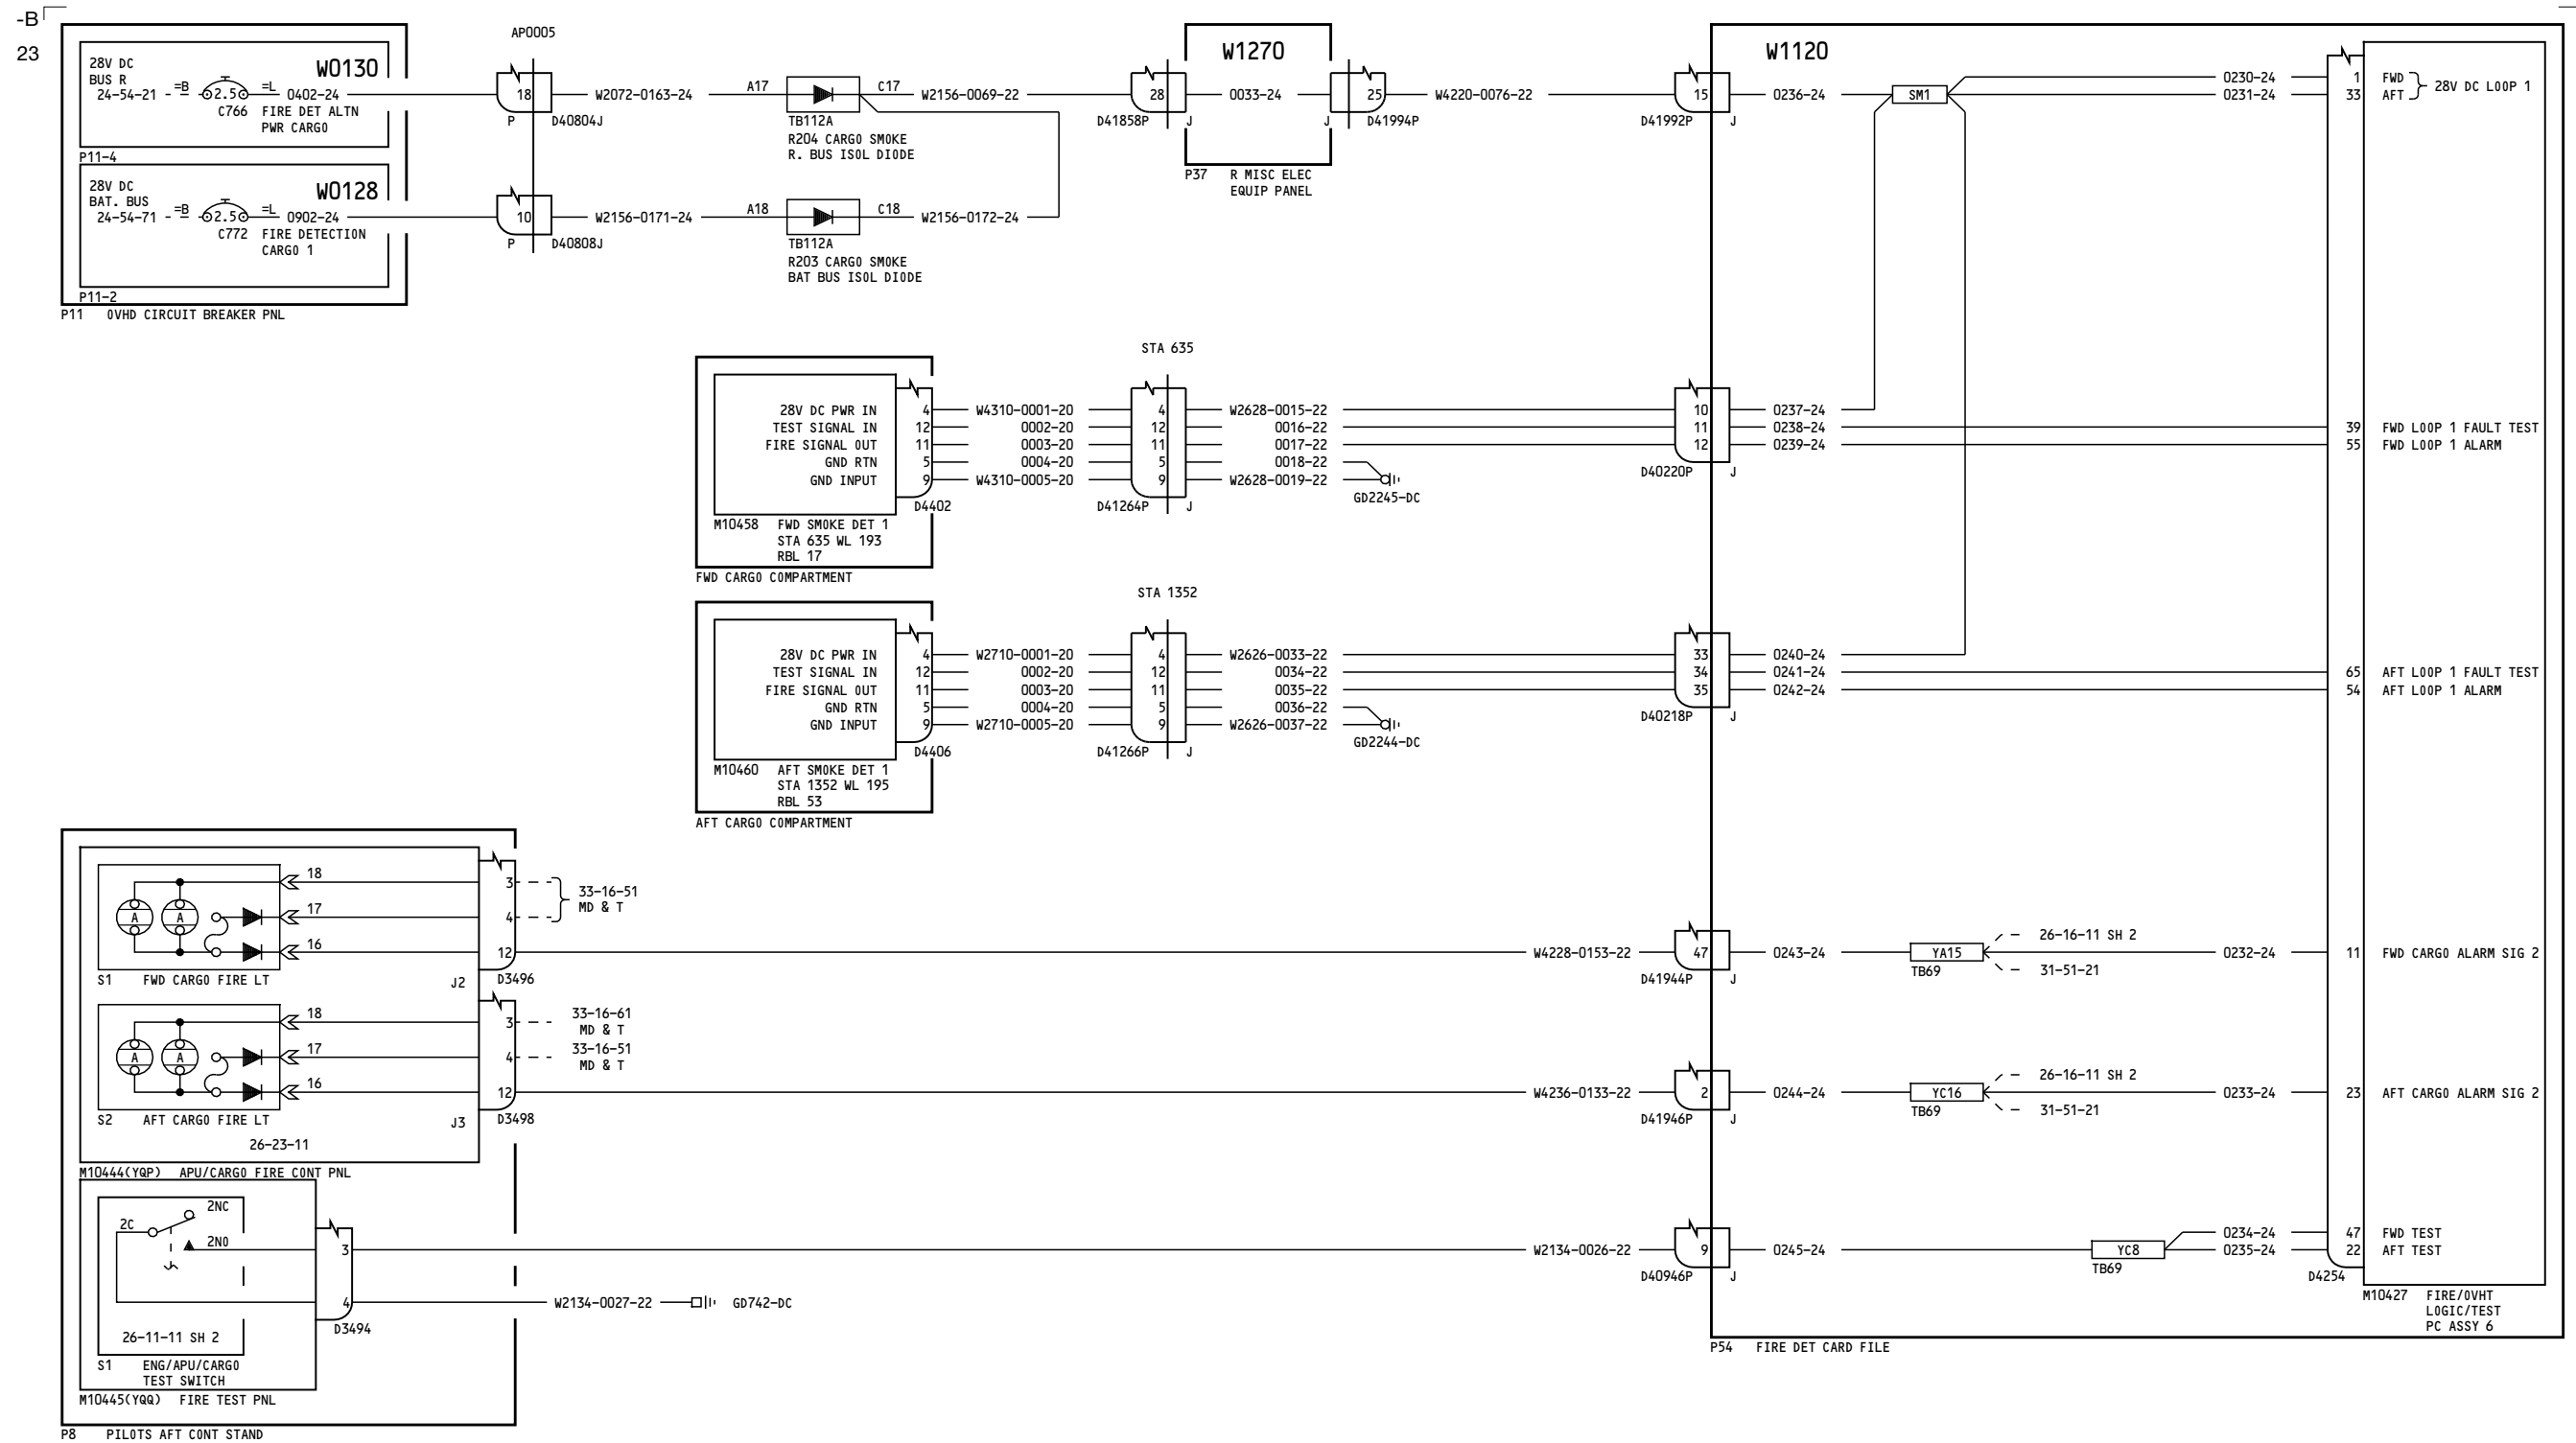 -B
23
28V DC
BUS R
24-54-21
=B
2.5
=L
0402-24
W0130
C766
FIRE DET ALTN
PWR CARGO
P11-4
28V DC
BAT. BUS
24-54-71
=B
2.5
=L
0902-24
W0128
C772
FIRE DETECTION
CARGO 1
P11-2
P11 OVHD CIRCUIT BREAKER PNL
AP0005
18
P
D40804J
W2072-0163-24
A17
C17
TB112A
R204 CARGO SMOKE
R. BUS ISOL DIODE
W2156-0069-22
10
P
D40808J
W2156-0171-24
A18
C18
TB112A
R203 CARGO SMOKE
BAT BUS ISOL DIODE
W2156-0172-24
28
D41858P
J
W1270
0033-24
25
J
D41994P
P37 R MISC ELEC
EQUIP PANEL
W4220-0076-22
15
D41992P
J
W1120
0236-24
SM1
0230-24
0231-24
1 FWD
33 AFT
28V DC LOOP 1
STA 635
28V DC PWR IN 4 W4310-0001-20 4 W2628-0015-22 10 0237-24
TEST SIGNAL IN 12 0002-20 12 0016-22 11 0238-24 39 FWD LOOP 1 FAULT TEST
FIRE SIGNAL OUT 11 0003-20 11 0017-22 12 0239-24 55 FWD LOOP 1 ALARM
GND RTN 5 0004-20 5 0018-22
GND INPUT 9 W4310-0005-20 9 W2628-0019-22
D40220P J
GD2245-DC
D4402
D41264P J
M10458 FWD SMOKE DET 1
STA 635 WL 193
RBL 17
FWD CARGO COMPARTMENT
STA 1352
28V DC PWR IN 4 W2710-0001-20 4 W2626-0033-22 33 0240-24
TEST SIGNAL IN 12 0002-20 12 0034-22 34 0241-24 65 AFT LOOP 1 FAULT TEST
FIRE SIGNAL OUT 11 0003-20 11 0035-22 35 0242-24 54 AFT LOOP 1 ALARM
GND RTN 5 0004-20 5 0036-22
GND INPUT 9 W2710-0005-20 9 W2626-0037-22
D40218P J
GD2244-DC
D4406
D41266P J
M10460 AFT SMOKE DET 1
STA 1352 WL 195
RBL 53
AFT CARGO COMPARTMENT
18
3
A A
17
4
33-16-51
MD & T
16
12
S1 FWD CARGO FIRE LT
J2
D3496
W4228-0153-22
47
D41944P J
0243-24
YA15
TB69
26-16-11 SH 2
31-51-21
0232-24
11 FWD CARGO ALARM SIG 2
18
3
33-16-61
MD & T
A A
17
4
33-16-51
MD & T
16
12
S2 AFT CARGO FIRE LT
J3
D3498
26-23-11
M10444(YQP) APU/CARGO FIRE CONT PNL
W4236-0133-22
2
D41946P J
0244-24
YC16
TB69
26-16-11 SH 2
31-51-21
0233-24
23 AFT CARGO ALARM SIG 2
2C
2NC
2NO
3
4
D3494
26-11-11 SH 2
S1 ENG/APU/CARGO
TEST SWITCH
M10445(YQQ) FIRE TEST PNL
P8 PILOTS AFT CONT STAND
W2134-0027-22
GD742-DC
W2134-0026-22
9
D40946P J
0245-24
YC8
TB69
0234-24
0235-24
47 FWD TEST
22 AFT TEST
D4254
M10427 FIRE/OVHT
LOGIC/TEST
PC ASSY 6
P54 FIRE DET CARD FILE